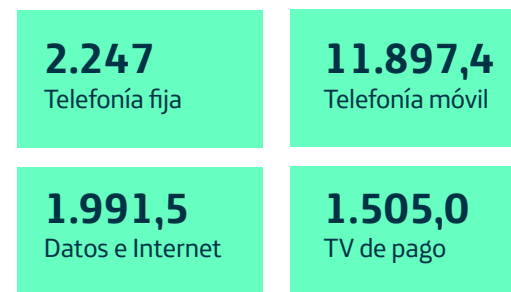 2.247
Telefonía fija
11.897,4
Telefonía móvil
1.991,5
Datos e Internet
1.505,0
TV de pago